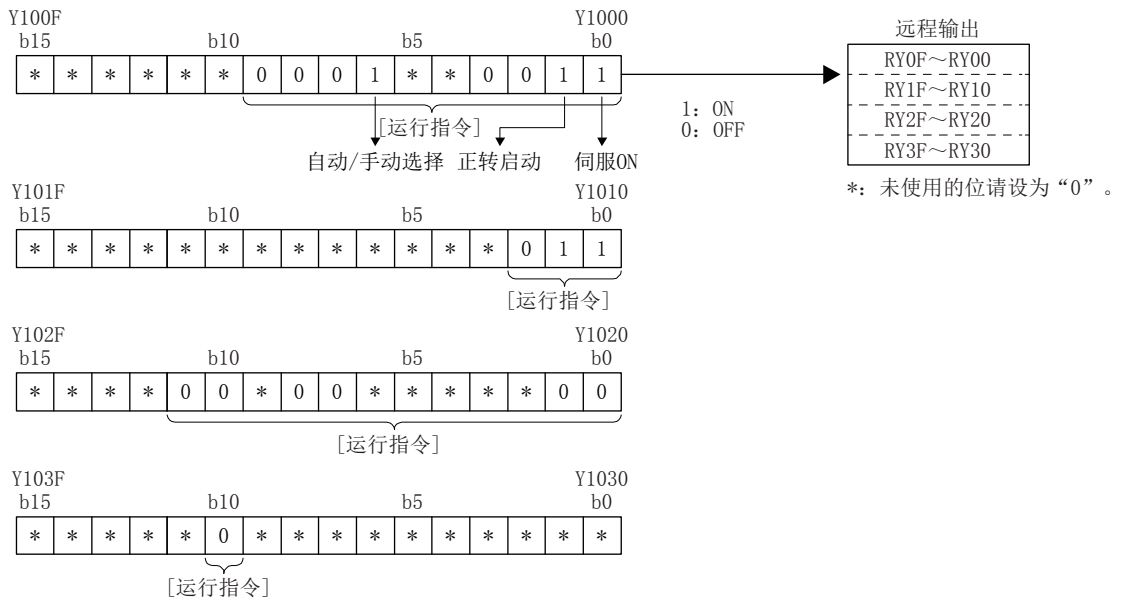 Y100F Y1000
b15 b10 b5 b0
* * * * * * 0 0 0 1 * * 0 0 1 1
[运行指令]
自动/手动选择 正转启动 伺服ON
1: ON
0: OFF
远程输出
RY0F～RY00
RY1F～RY10
RY2F～RY20
RY3F～RY30
*: 未使用的位请设为“0”。
Y101F Y1010
b15 b10 b5 b0
* * * * * * * * * * * * * 0 1 1
[运行指令]
Y102F Y1020
b15 b10 b5 b0
* * * * 0 0 * 0 0 * * * * * 0 0
[运行指令]
Y103F Y1030
b15 b10 b5 b0
* * * * * 0 * * * * * * * * * *
[运行指令]